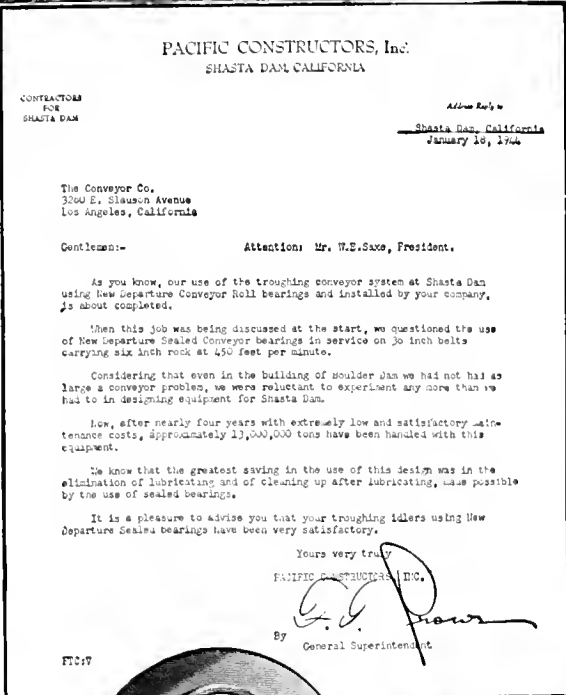 PACIFIC CONSTRUCTORS, Inc.
SHASTA DAM, CALIFORNIA
CONTRACTORS
FOR
SHASTA DAM
Address Reply to
Shasta Dam, California
January 18, 1944
The Conveyor Co.
3260 E. Slauson Avenue
Los Angeles, California
Gentlemen:- Attention: Mr. W.E.Saxe, President.
As you know, our use of the troughing conveyor system at Shasta Dam
using New Departure Conveyor Roll bearings and installed by your company,
is about completed.
When this job was being discussed at the start, we questioned the use
of New Departure Sealed Conveyor bearings in service on 30 inch belts
carrying six inch rock at 450 feet per minute.
Considering that even in the building of Boulder Dam we had not had as
large a conveyor problem, we were reluctant to experiment any more than we
had to in designing equipment for Shasta Dam.
Now, after nearly four years with extremely low and satisfactory main-
tenance costs, approximately 13,000,000 tons have been handled with this
equipment.
We know that the greatest saving in the use of this design was in the
elimination of lubricating and of cleaning up after lubricating, made possible
by the use of sealed bearings.
It is a pleasure to advise you that your troughing idlers using New
Departure Sealed bearings have been very satisfactory.
Yours very truly
PACIFIC CONSTRUCTORS INC.
By
General Superintendent